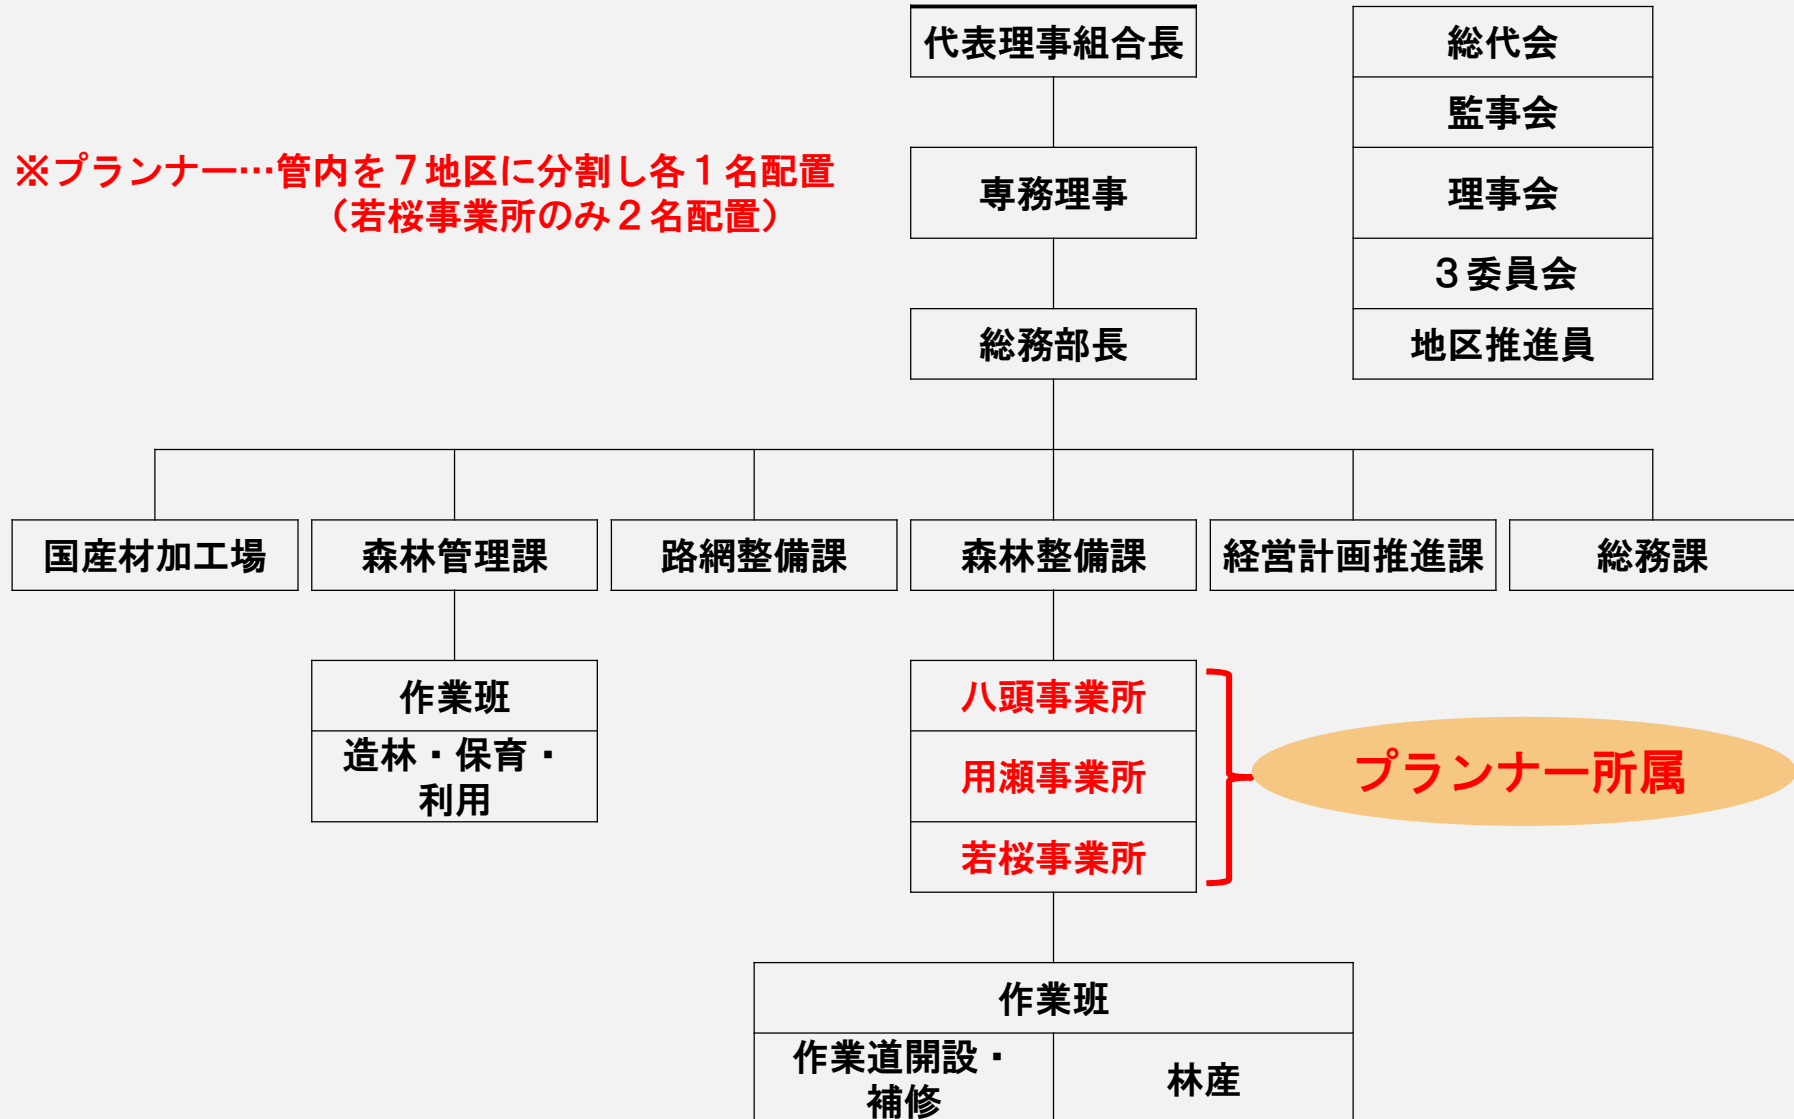 代表理事組合長
総代会
監事会
※プランナー…管内を７地区に分割し各１名配置
（若桜事業所のみ２名配置）
専務理事
理事会
３委員会
総務部長
地区推進員
国産材加工場
森林管理課
路網整備課
森林整備課
経営計画推進課
総務課
作業班
造林・保育・
利用
八頭事業所
用瀬事業所
若桜事業所
プランナー所属
作業班
作業道開設・
補修
林産